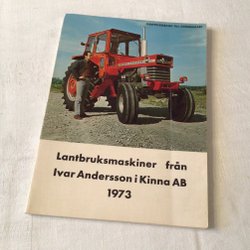 Lantbruksmaskiner från
Ivar Andersson i Kinna AB
1973